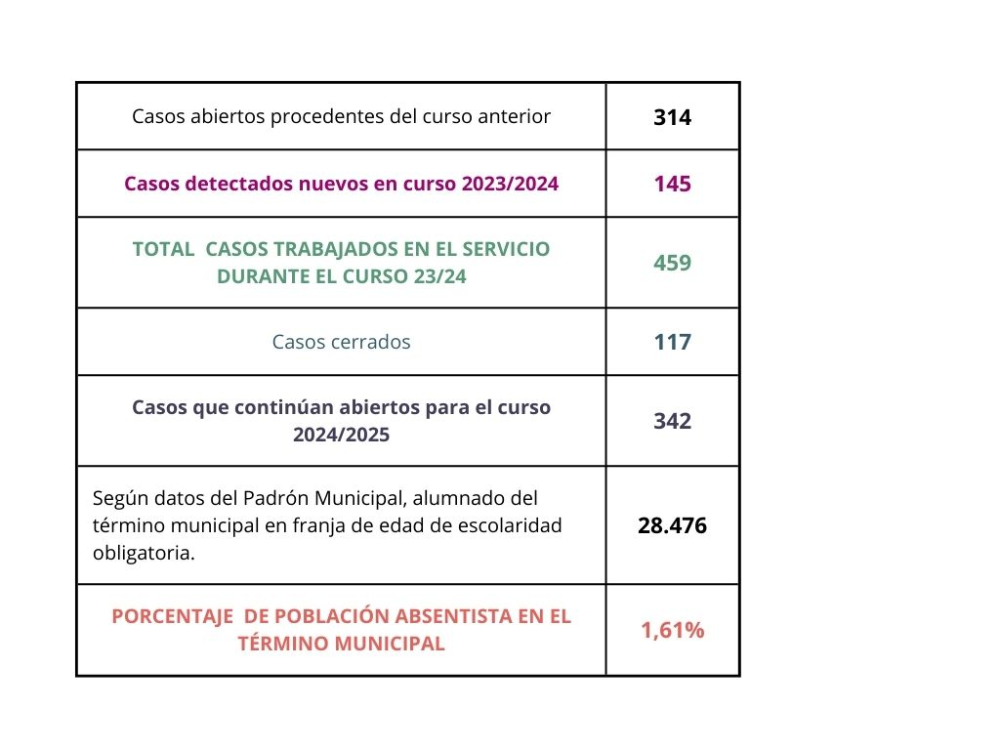 Casos abiertos procedentes del curso anterior
314
Casos detectados nuevos en curso 2023/2024
145
TOTAL  CASOS TRABAJADOS EN EL SERVICIO
DURANTE EL CURSO 23/24
459
Casos cerrados
117
Casos que continúan abiertos para el curso
2024/2025
342
Según datos del Padrón Municipal, alumnado del
término municipal en franja de edad de escolaridad
obligatoria.
28.476
PORCENTAJE  DE POBLACIÓN ABSENTISTA EN EL
TÉRMINO MUNICIPAL
1,61%